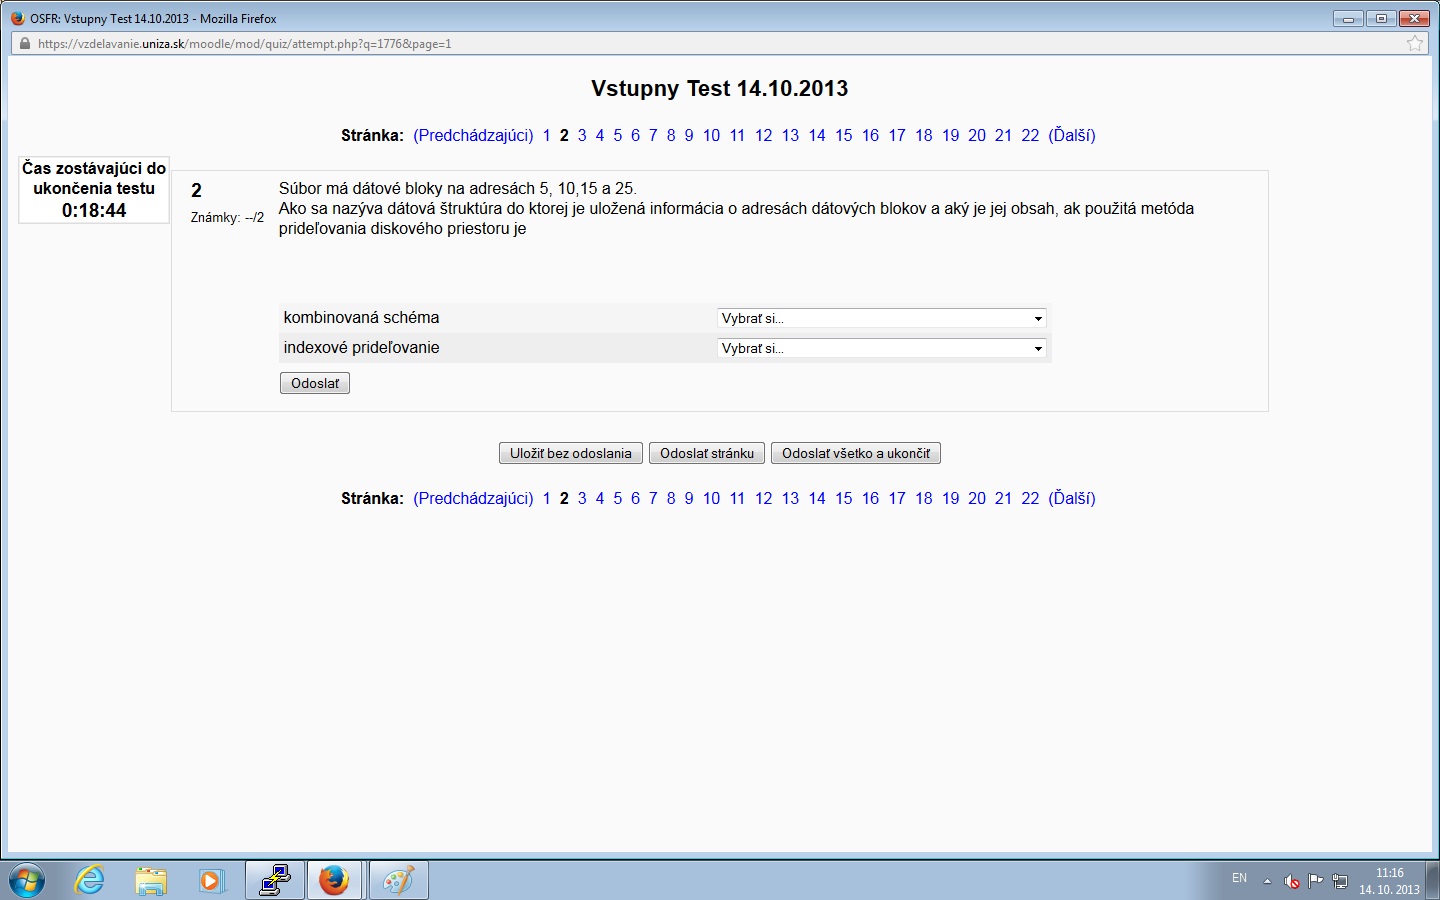 OSFR: Vstupny Test 14.10.2013 - Mozilla Firefox
https://vzdelavanie.uniza.sk/moodle/mod/quiz/attempt.php?q=1776&page=1
Vstupny Test 14.10.2013
Stránka: (Predchádzajúci) 1 2 3 4 5 6 7 8 9 10 11 12 13 14 15 16 17 18 19 20 21 22 (Ďalší)
Čas zostávajúci do
ukončenia testu
0:18:44
2
Známky: --/2
Súbor má dátové bloky na adresách 5, 10,15 a 25.
Ako sa nazýva dátová štruktúra do ktorej je uložená informácia o adresách dátových blokov a aký je jej obsah, ak použitá metóda
prideľovania diskového priestoru je
kombinovaná schéma Vybrať si...
indexové prideľovanie Vybrať si...
Odoslať
Uložiť bez odoslania Odoslať stránku Odoslať všetko a ukončiť
Stránka: (Predchádzajúci) 1 2 3 4 5 6 7 8 9 10 11 12 13 14 15 16 17 18 19 20 21 22 (Ďalší)
EN
11:16
14. 10. 2013